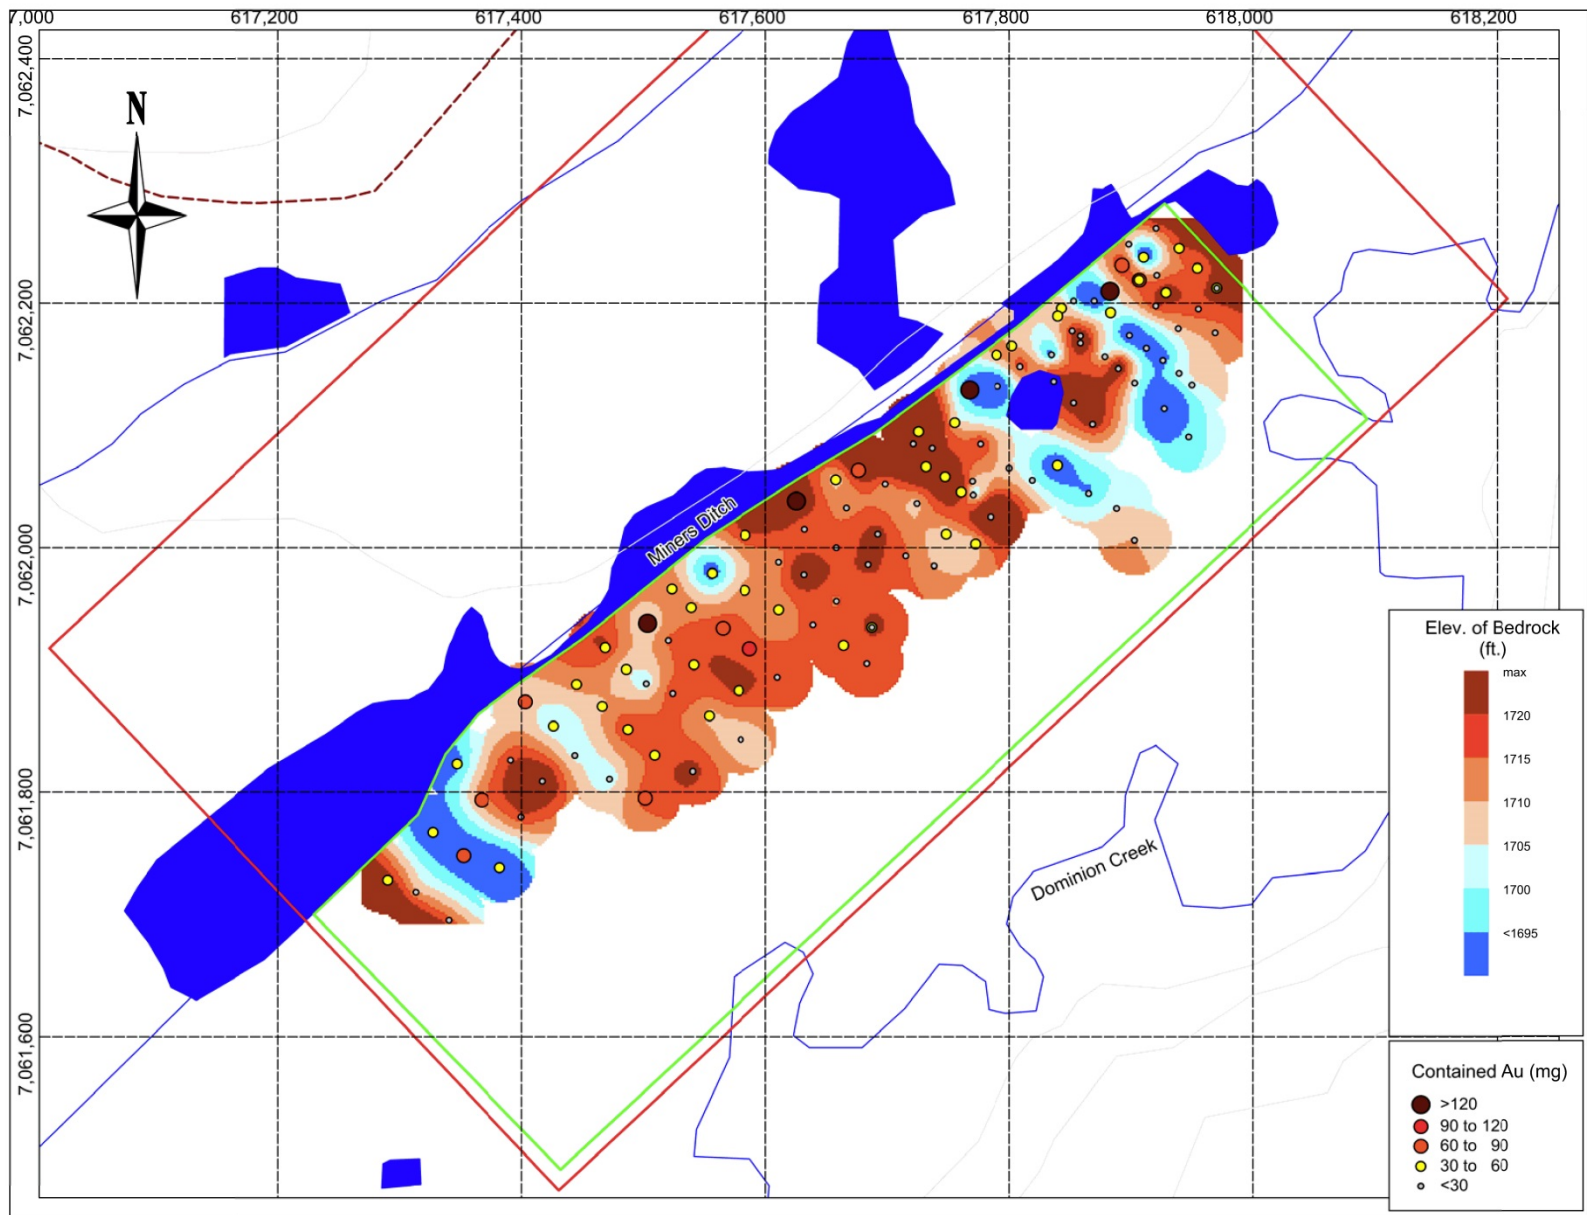 7,000 617,200 617,400 617,600 617,800 618,000 618,200
7,062,400
N
7,062,200
Miners Ditch
7,062,000
7,061,800
Dominion Creek
7,061,600
Elev. of Bedrock
(ft.)
max
1720
1715
1710
1705
1700
<1695
Contained Au (mg)
>120
90 to 120
60 to 90
30 to 60
<30